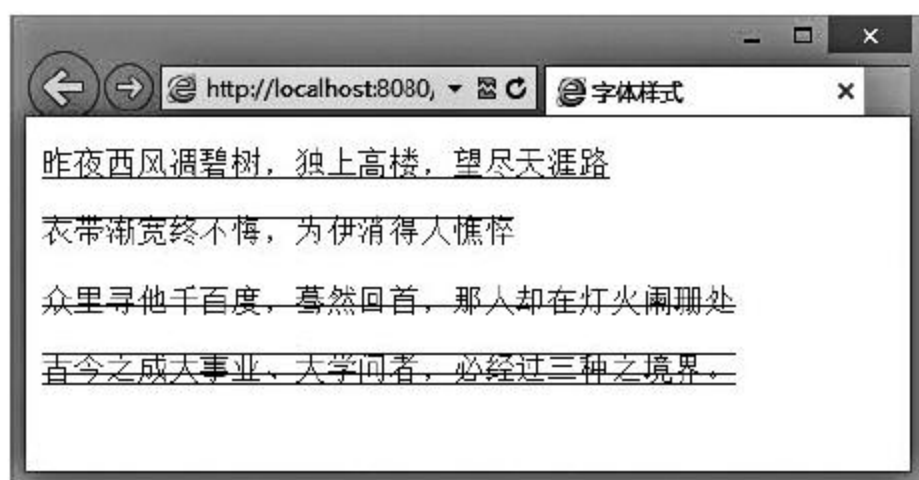 http://localhost:8080,
字体样式
昨夜西风凋碧树，独上高楼，望尽天涯路
衣带渐宽终不悔，为伊消得人憔悴
众里寻他千百度，蓦然回首，那人却在灯火阑珊处
古今之成大事业、大学问者，必经过三种之境界。